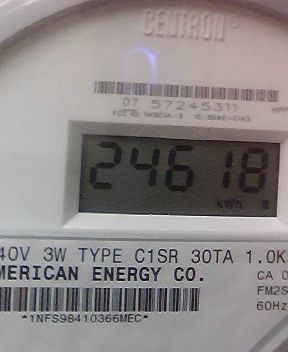 CENTRON®
07 57245311
24618
kWh
40V 3W TYPE C1SR 30TA 1.0K
MERICAN ENERGY CO.
CA 0
FM2S
60Hz
*1NFS98410366MEC*